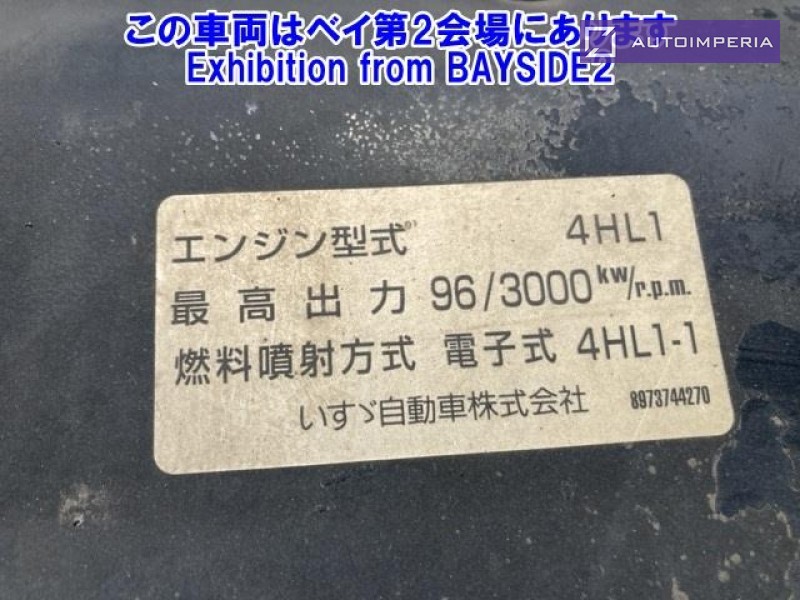 この車両はベイ第2会場にあります
AUTOIMPERIA
Exhibition from BAYSIDE2
エンジン型式 4HL1
最高出力 96/3000 kw/r.p.m.
燃料噴射方式 電子式 4HL1-1
いすゞ自動車株式会社 8973744270